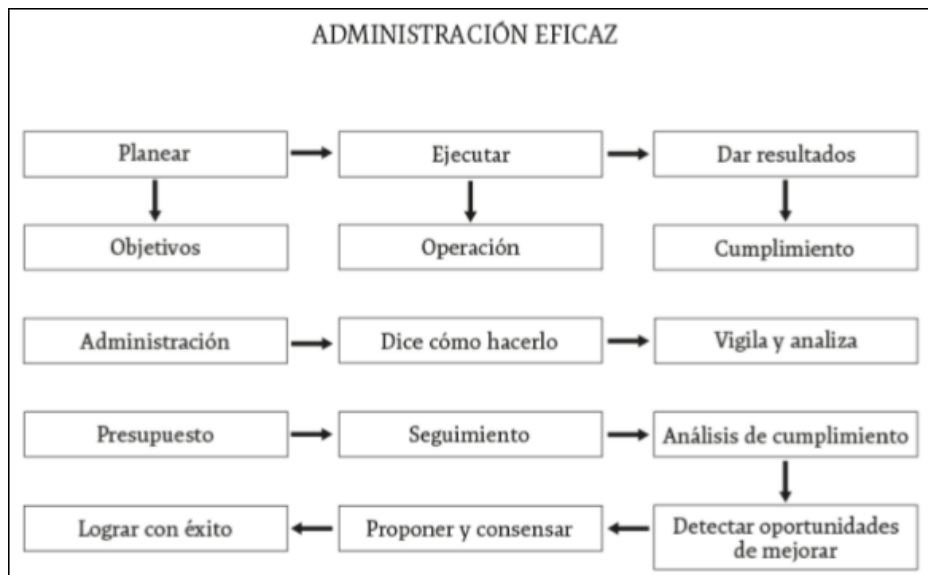 ADMINISTRACIÓN EFICAZ
Planear
Ejecutar
Dar resultados
Objetivos
Operación
Cumplimiento
Administración
Dice cómo hacerlo
Vigila y analiza
Presupuesto
Seguimiento
Análisis de cumplimiento
Lograr con éxito
Proponer y consensar
Detectar oportunidades
de mejorar